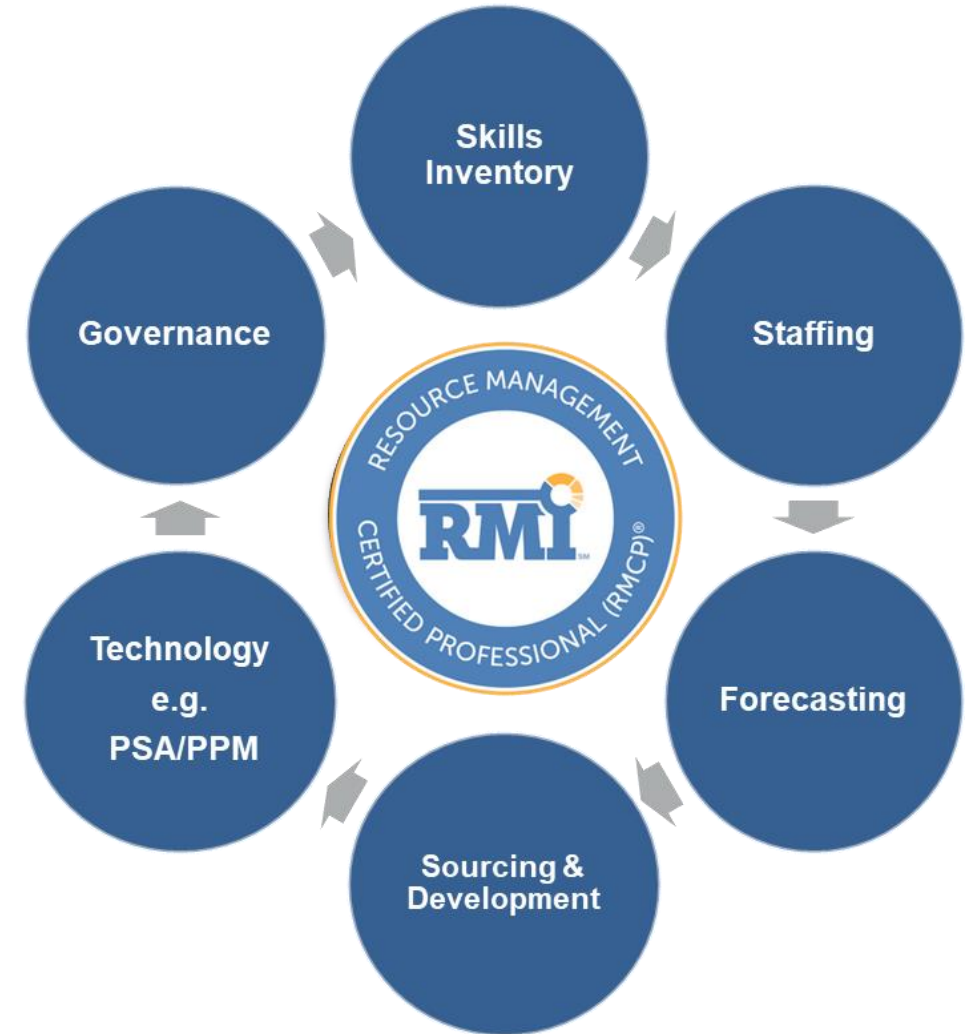 Skills
Inventory
Staffing
Forecasting
Sourcing &
Development
Technology
e.g.
PSA/PPM
Governance
RESOURCE MANAGEMENT
RMI
SM
CERTIFIED PROFESSIONAL (RMCP)®